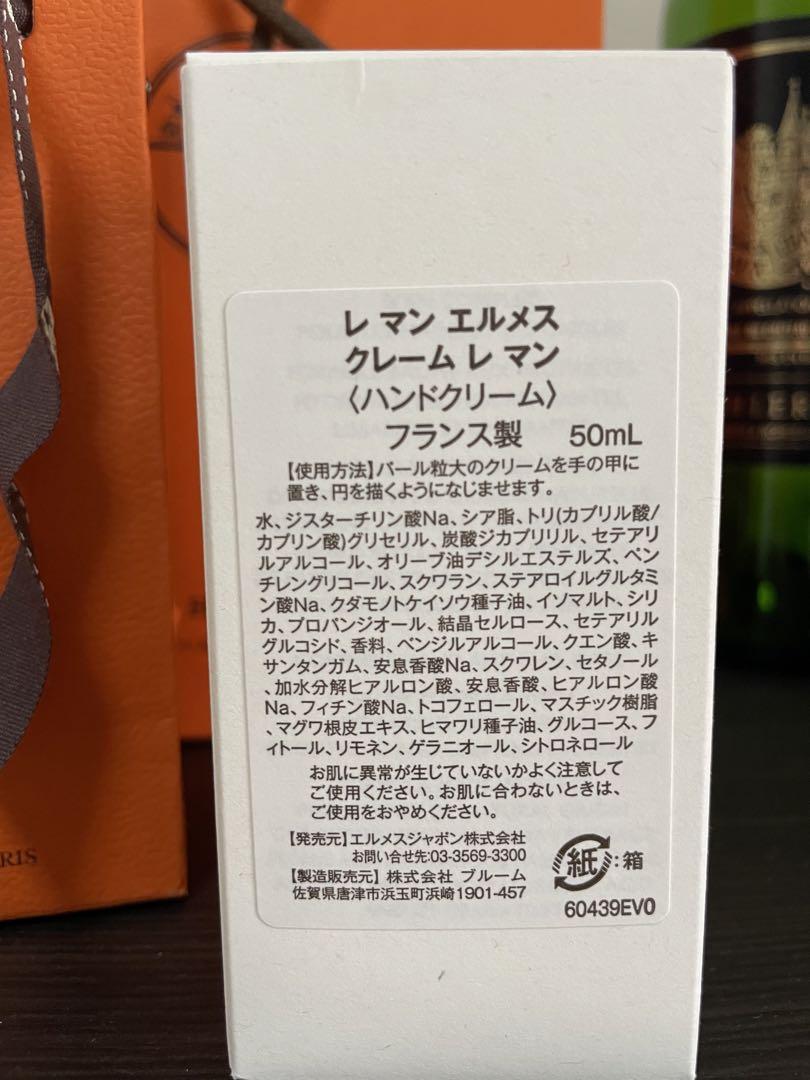 レ マン エルメス
クレーム レ マン
〈ハンドクリーム〉
フランス製 50mL
【使用方法】パール粒大のクリームを手の甲に
置き、円を描くようになじませます。
水、ジステアチリン酸Na、シア脂、トリ(カプリル酸/
カプリン酸)グリセリル、炭酸ジカプリリル、セテアリ
ルアルコール、オリーブ油デシルエステルズ、ペン
チレングリコール、スクワラン、ステアロイルグルタミ
ン酸Na、クダモノトケイソウ種子油、イソマルト、シリ
カ、プロパンジオール、結晶セルロース、セテアリル
グルコシド、香料、ベンジルアルコール、クエン酸、キ
サンタンガム、安息香酸Na、スクワレン、セタノール
、加水分解ヒアルロン酸、安息香酸、ヒアルロン酸
Na、フィチン酸Na、トコフェロール、マスチック樹脂
、マグワ根皮エキス、ヒマワリ種子油、グルコース、フ
ィトール、リモネン、ゲラニオール、シトロネロール
お肌に異常が生じていないかよく注意して
ご使用ください。お肌に合わないときは、
ご使用をおやめください。
【発売元】エルメスジャポン株式会社
お問い合せ先:03-3569-3300
【製造販売元】株式会社 ブルーム
佐賀県唐津市浜玉町浜崎1901-457
紙:箱
60439EV0
RIS